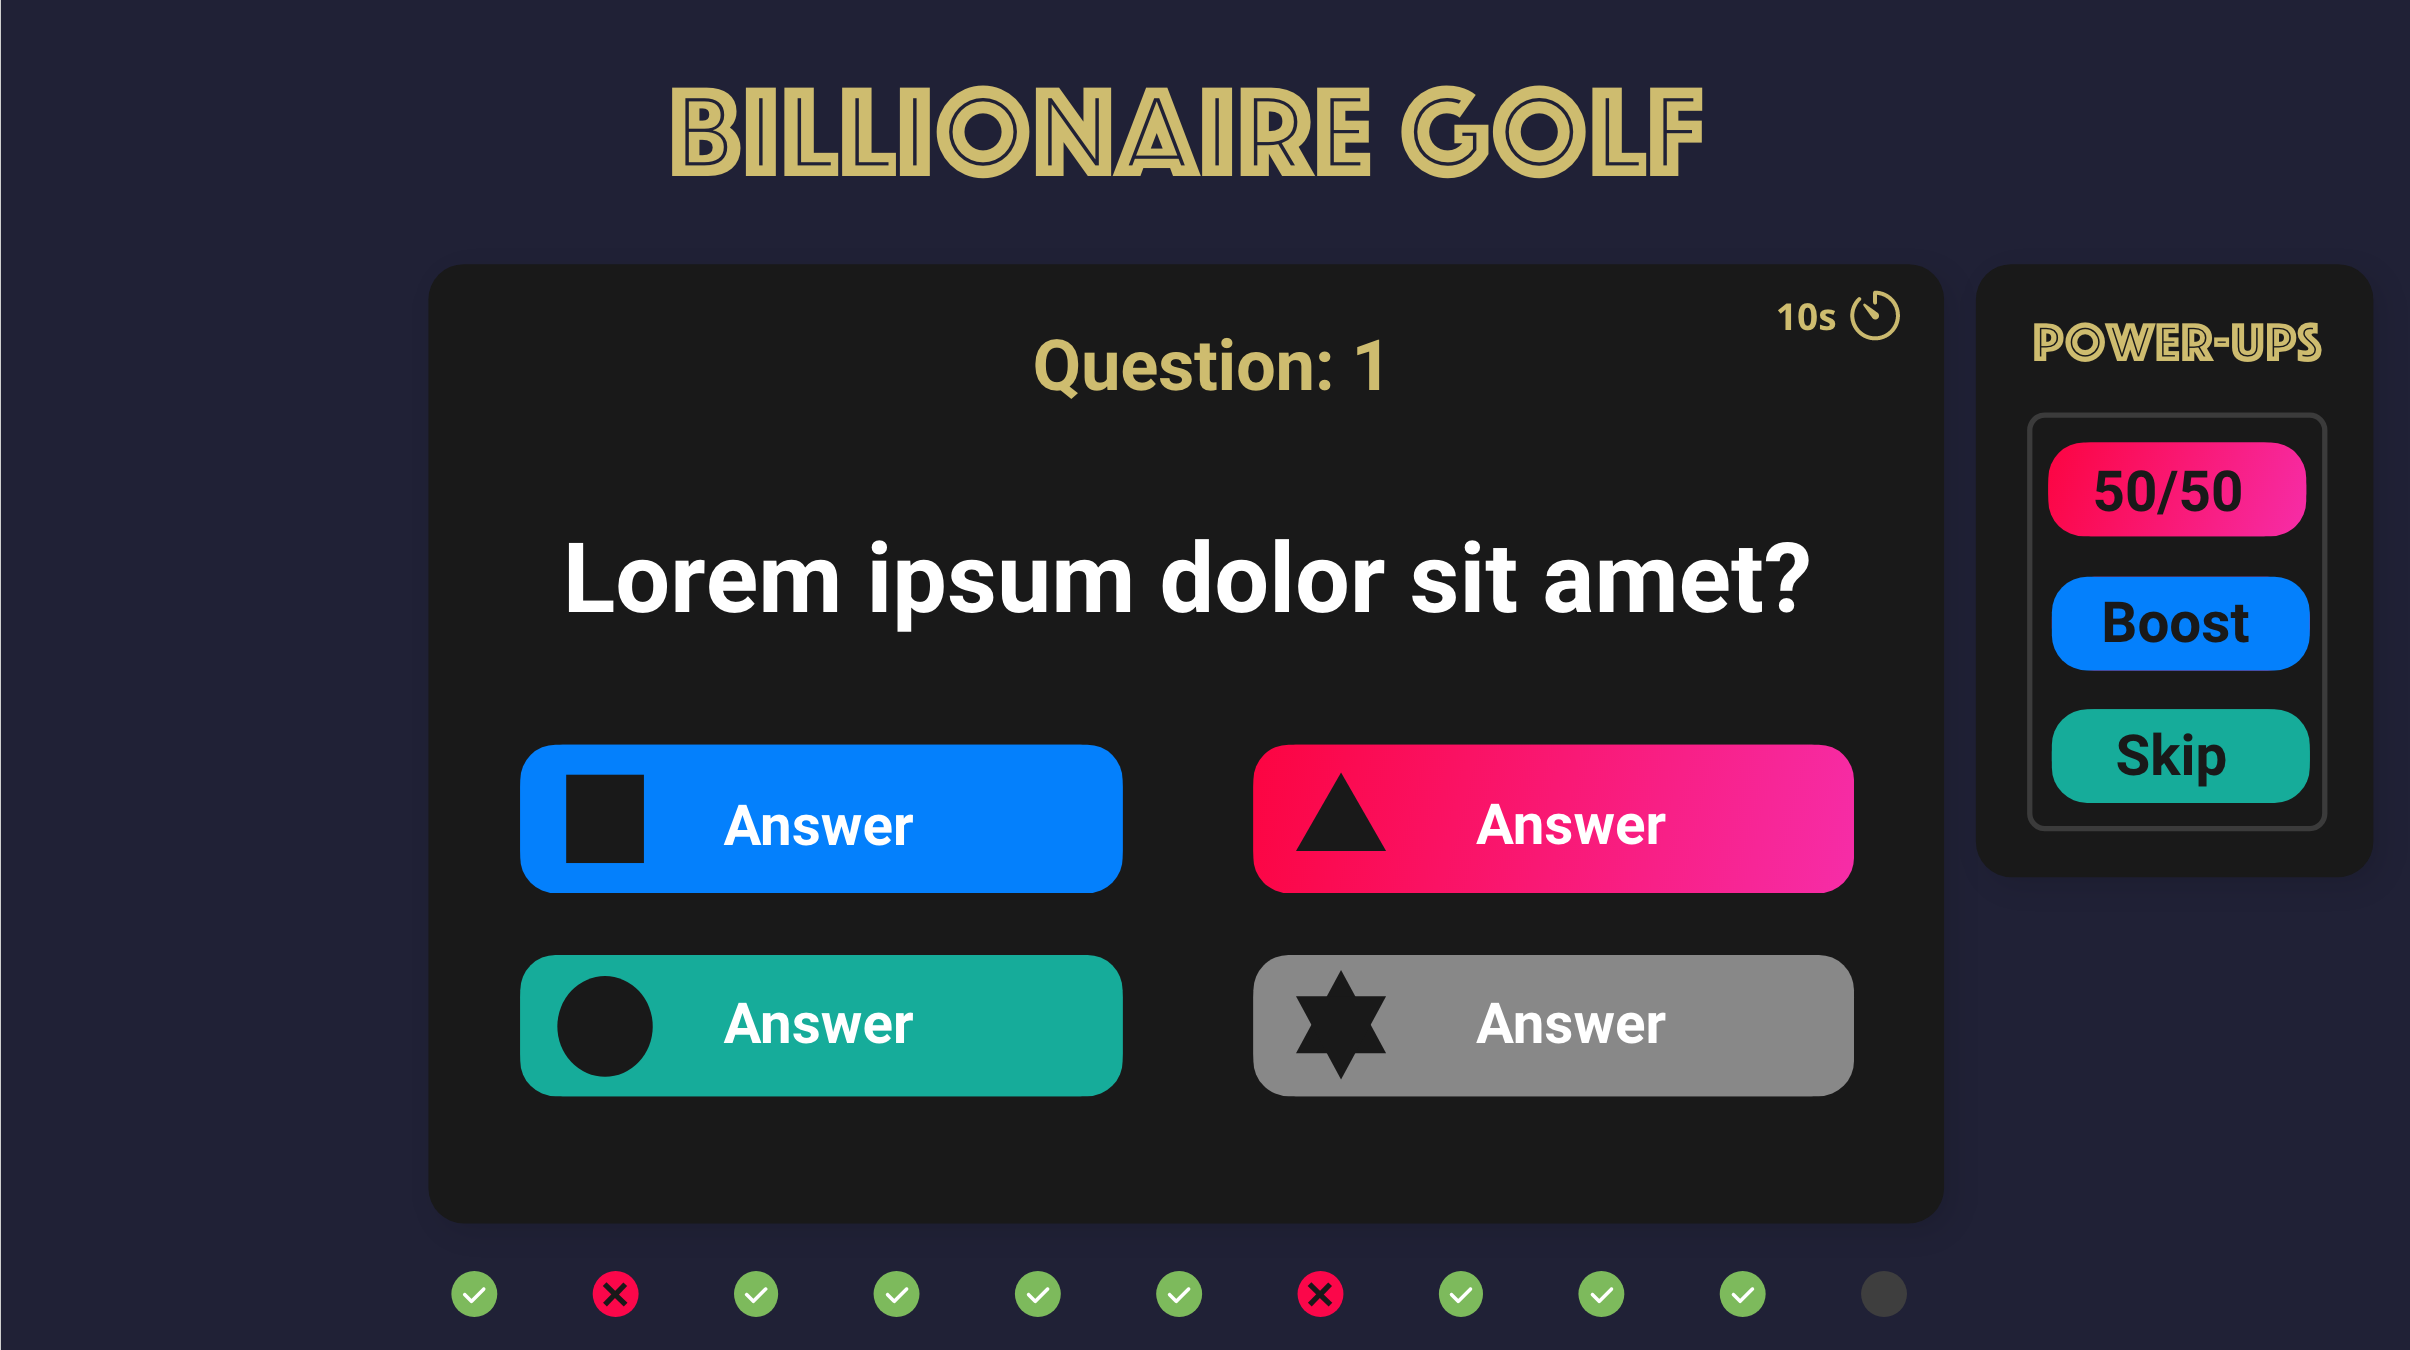 BILLIONAIRE GOLF
10s
Question: 1
POWER-UPS
50/50
Lorem ipsum dolor sit amet?
Boost
Skip
Answer
Answer
Answer
Answer